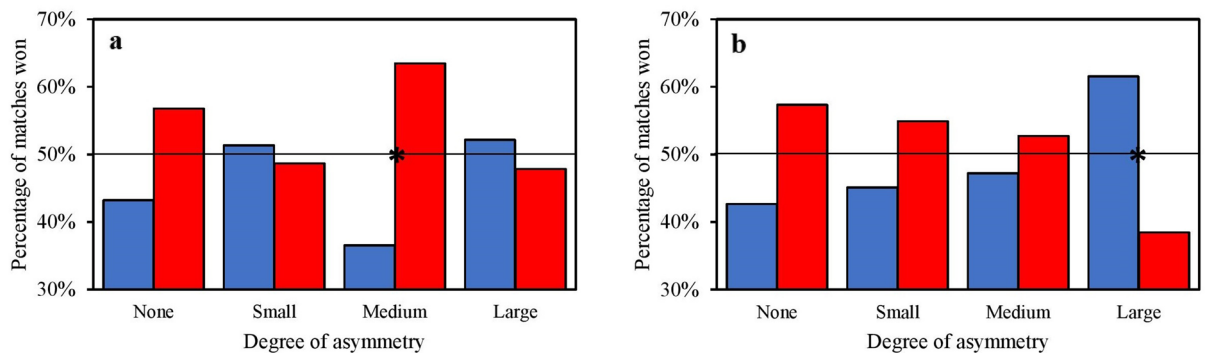 a
Percentage of matches won
70%
60%
50%
40%
30%
*
None Small Medium Large
Degree of asymmetry
b
Percentage of matches won
70%
60%
50%
40%
30%
*
None Small Medium Large
Degree of asymmetry